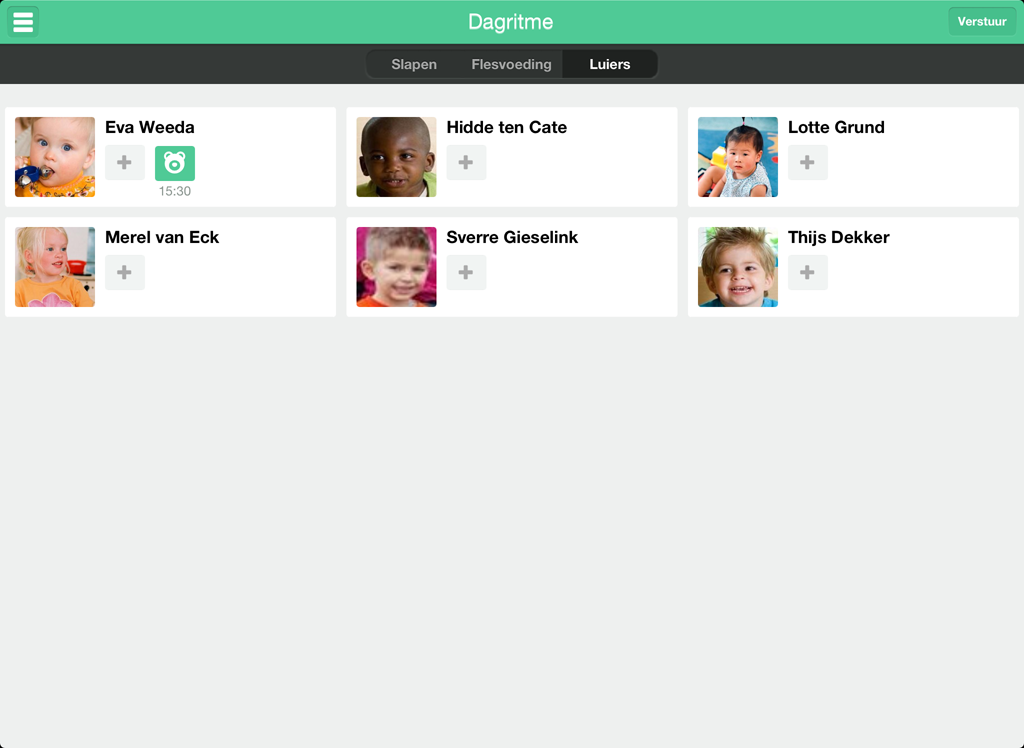 Dagritme
Verstuur
Slapen
Flesvoeding
Luiers
Eva Weeda
15:30
Hidde ten Cate
Lotte Grund
Merel van Eck
Sverre Gieselink
Thijs Dekker